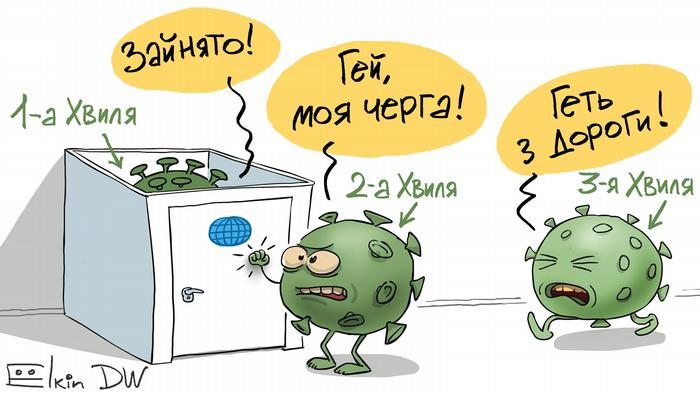 Зайнято!
Гей,
моя черга!
Геть
з дороги!
1-а Хвиля
2-а Хвиля
3-я Хвиля
Elkin DW